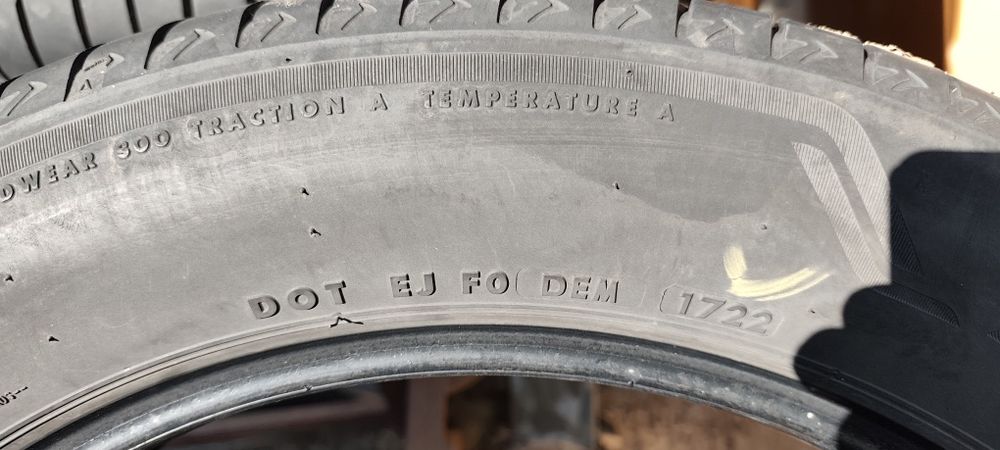 DWEAR 300 TRACTION A TEMPERATURE A
DOT EJ FO DEM 1722